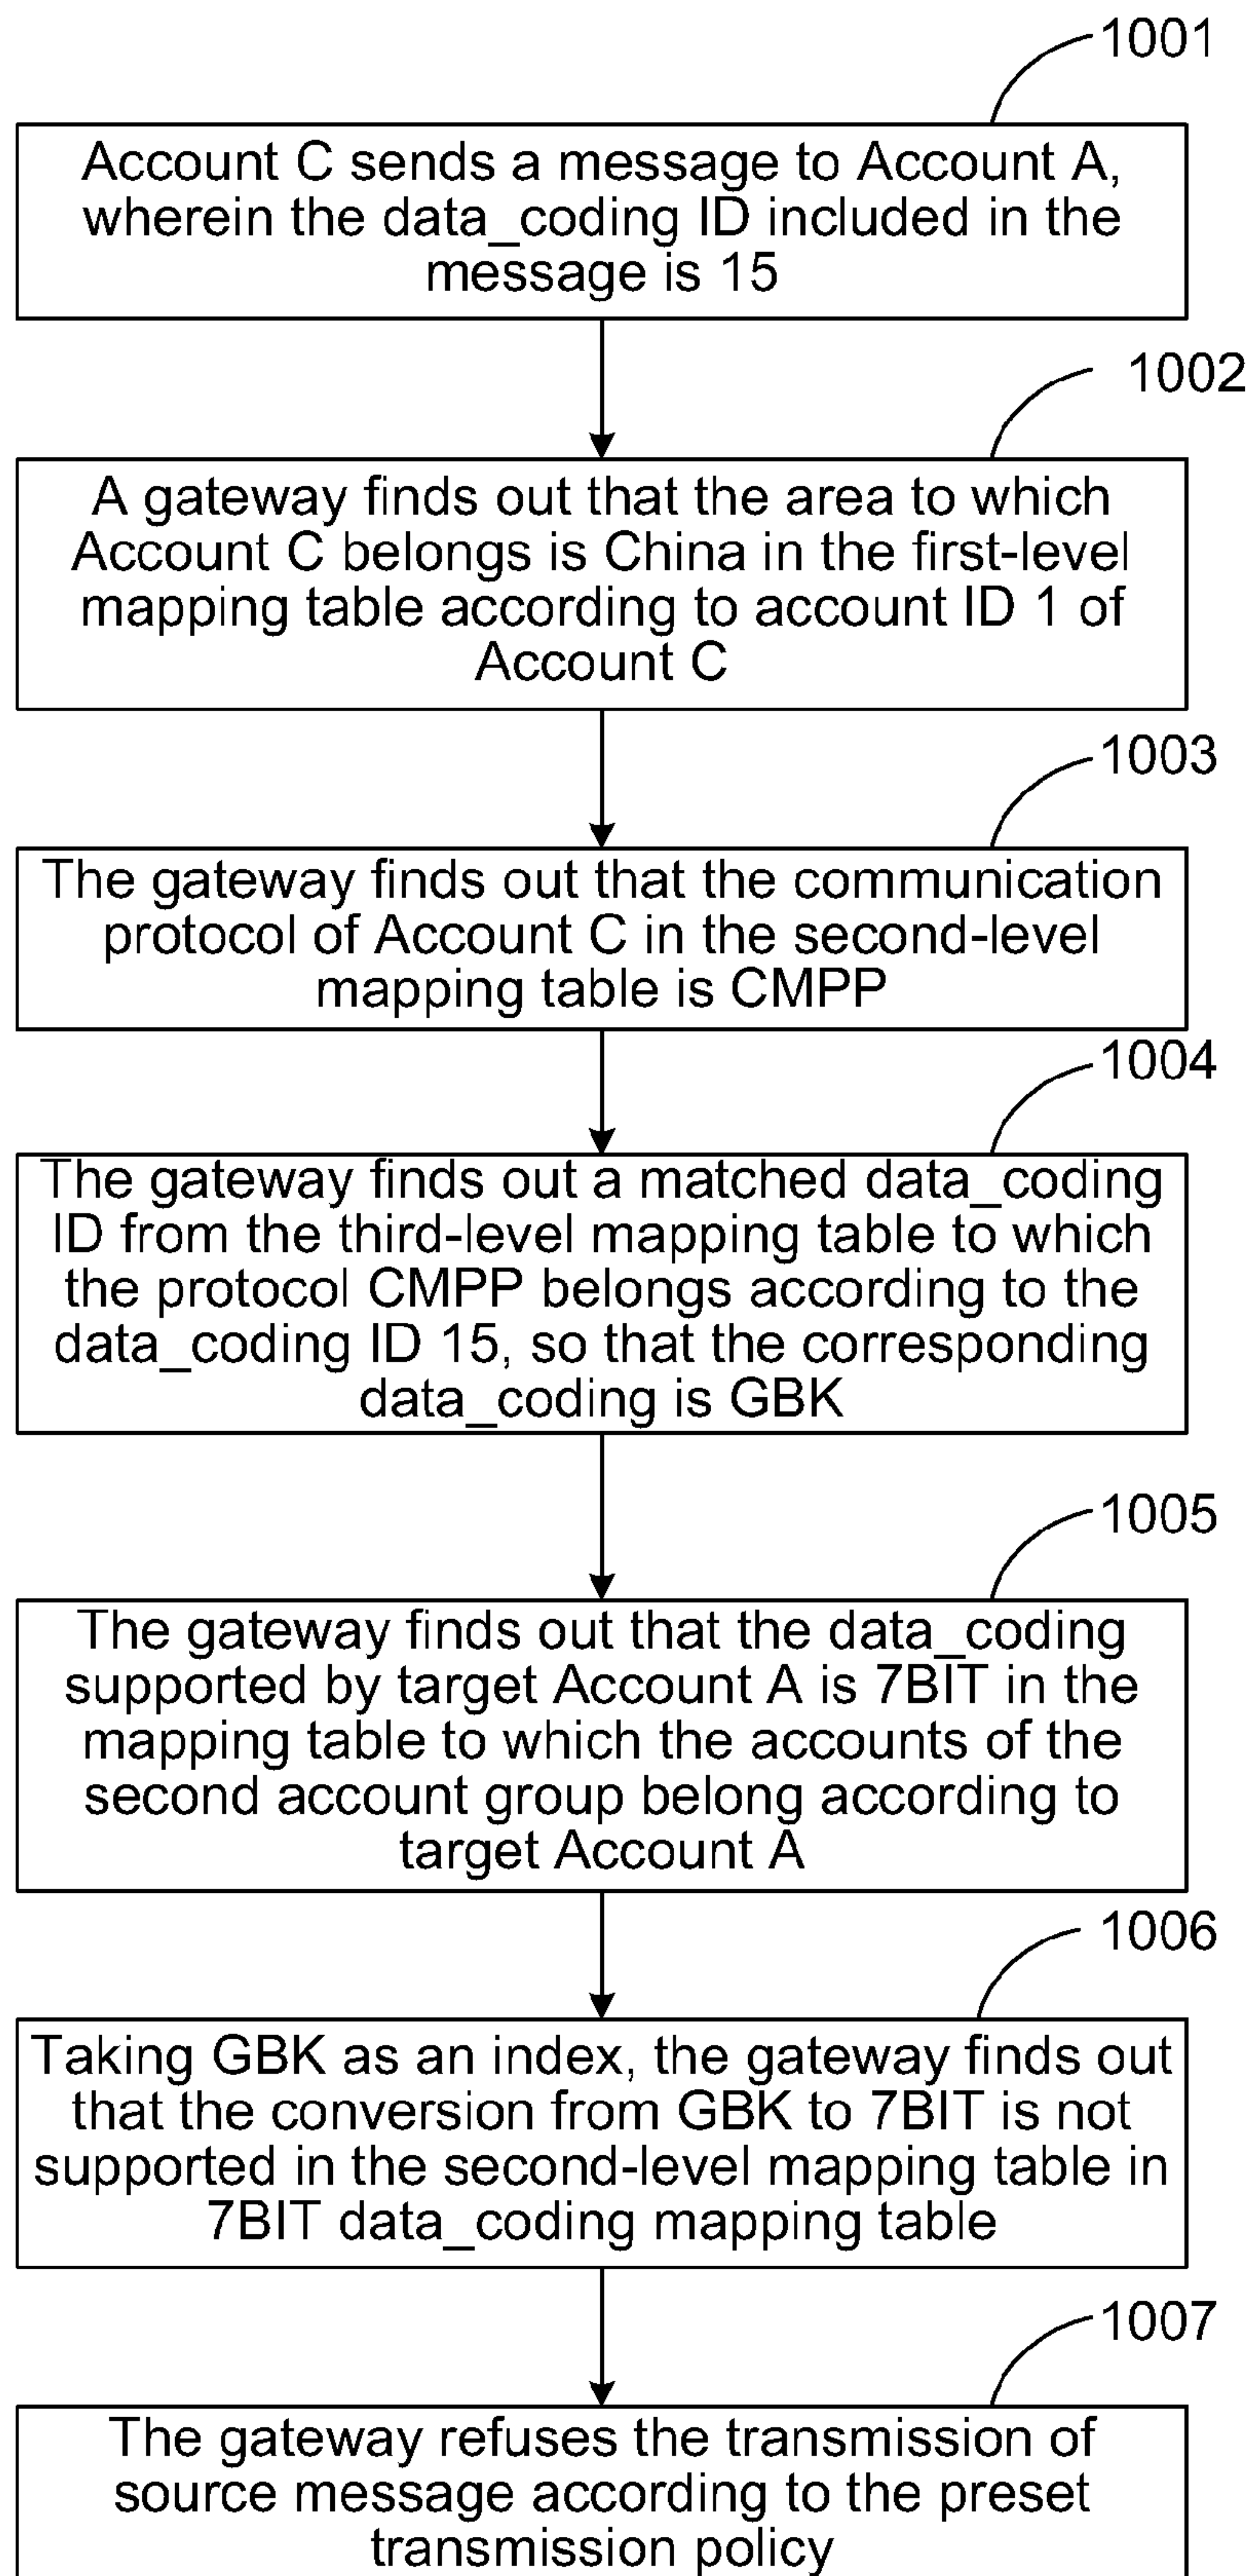 1001
Account C sends a message to Account A,
wherein the data_coding ID included in the
message is 15
1002
A gateway finds out that the area to which
Account C belongs is China in the first-level
mapping table according to account ID 1 of
Account C
1003
The gateway finds out that the communication
protocol of Account C in the second-level
mapping table is CMPP
1004
The gateway finds out a matched data_coding
ID from the third-level mapping table to which
the protocol CMPP belongs according to the
data_coding ID 15, so that the corresponding
data_coding is GBK
1005
The gateway finds out that the data_coding
supported by target Account A is 7BIT in the
mapping table to which the accounts of the
second account group belong according to
target Account A
1006
Taking GBK as an index, the gateway finds out
that the conversion from GBK to 7BIT is not
supported in the second-level mapping table in
7BIT data_coding mapping table
1007
The gateway refuses the transmission of
source message according to the preset
transmission policy